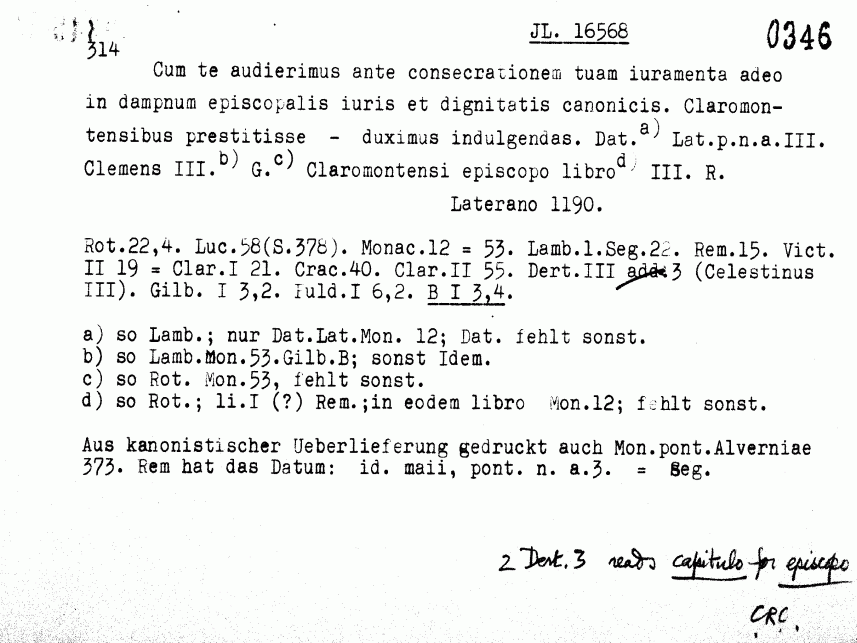 314 JL. 16568 0346
Cum te audierimus ante consecrationem tuam iuramenta adeo
in dampnum episcopalis iuris et dignitatis canonicis. Claromon-
tensibus prestitisse - duximus indulgendas. Dat.a) Lat.p.n.a.III.
Clemens III.b) G.c) Claromontensi episcopo librod) III. R.
Laterano 1190.
Rot.22,4. Luc.58(S.378). Monac.12 = 53. Lamb.1.Seg.22. Rem.15. Vict.
II 19 = Clar.I 21. Crac.40. Clar.II 55. Dert.III add. 3 (Celestinus
III). Gilb. I 3,2. Fuld.I 6,2. B I 3,4.
a) so Lamb.; nur Dat.Lat.Mon. 12; Dat. fehlt sonst.
b) so Lamb.Mon.53.Gilb.B; sonst Idem.
c) so Rot. Mon.53, fehlt sonst.
d) so Rot.; li.I (?) Rem.;in eodem libro Mon.12; fehlt sonst.
Aus kanonistischer Ueberlieferung gedruckt auch Mon.pont.Alverniae
373. Rem hat das Datum: id. maii, pont. n. a.3. = Seg.
2 Dert. 3 reads capitulo for episcopo
CRC.